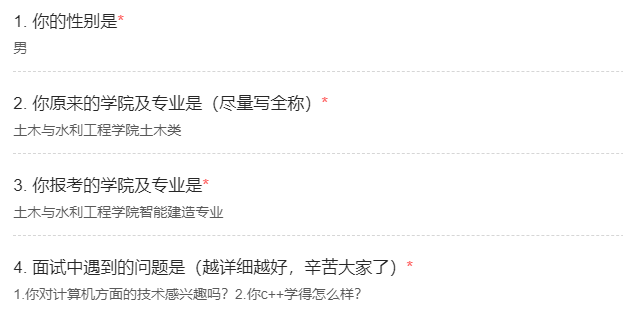 1. 你的性别是*
男
2. 你原来的学院及专业是（尽量写全称）*
土木与水利工程学院土木类
3. 你报考的学院及专业是*
土木与水利工程学院智能建造专业
4. 面试中遇到的问题是（越详细越好，辛苦大家了）*
1.你对计算机方面的技术感兴趣吗？2.你c++学得怎么样？